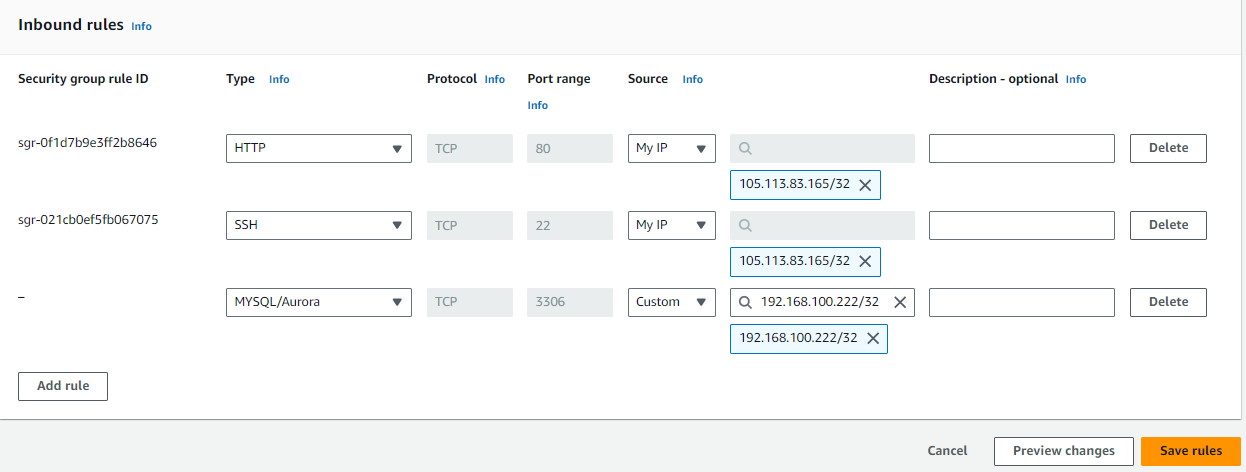 Inbound rules Info
Security group rule ID Type Info Protocol Info Port range Info Source Info Description - optional Info
sgr-0f1d7b9e3ff2b8646 HTTP TCP 80 My IP Delete
105.113.83.165/32
sgr-021cb0ef5fb067075 SSH TCP 22 My IP Delete
105.113.83.165/32
– MYSQL/Aurora TCP 3306 Custom 192.168.100.222/32 Delete
192.168.100.222/32
Add rule
Cancel Preview changes Save rules